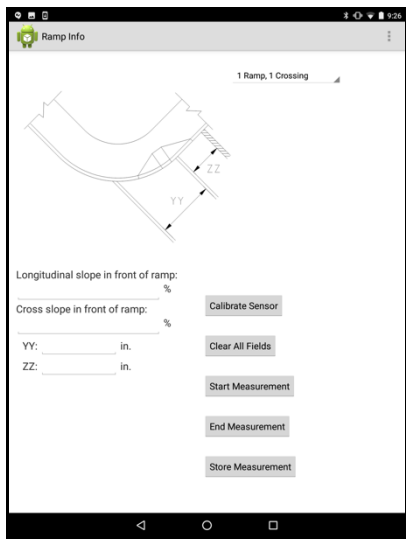 9:26
Ramp Info
1 Ramp, 1 Crossing
ZZ
YY
Longitudinal slope in front of ramp:
%
Cross slope in front of ramp:
%
YY: in.
ZZ: in.
Calibrate Sensor
Clear All Fields
Start Measurement
End Measurement
Store Measurement